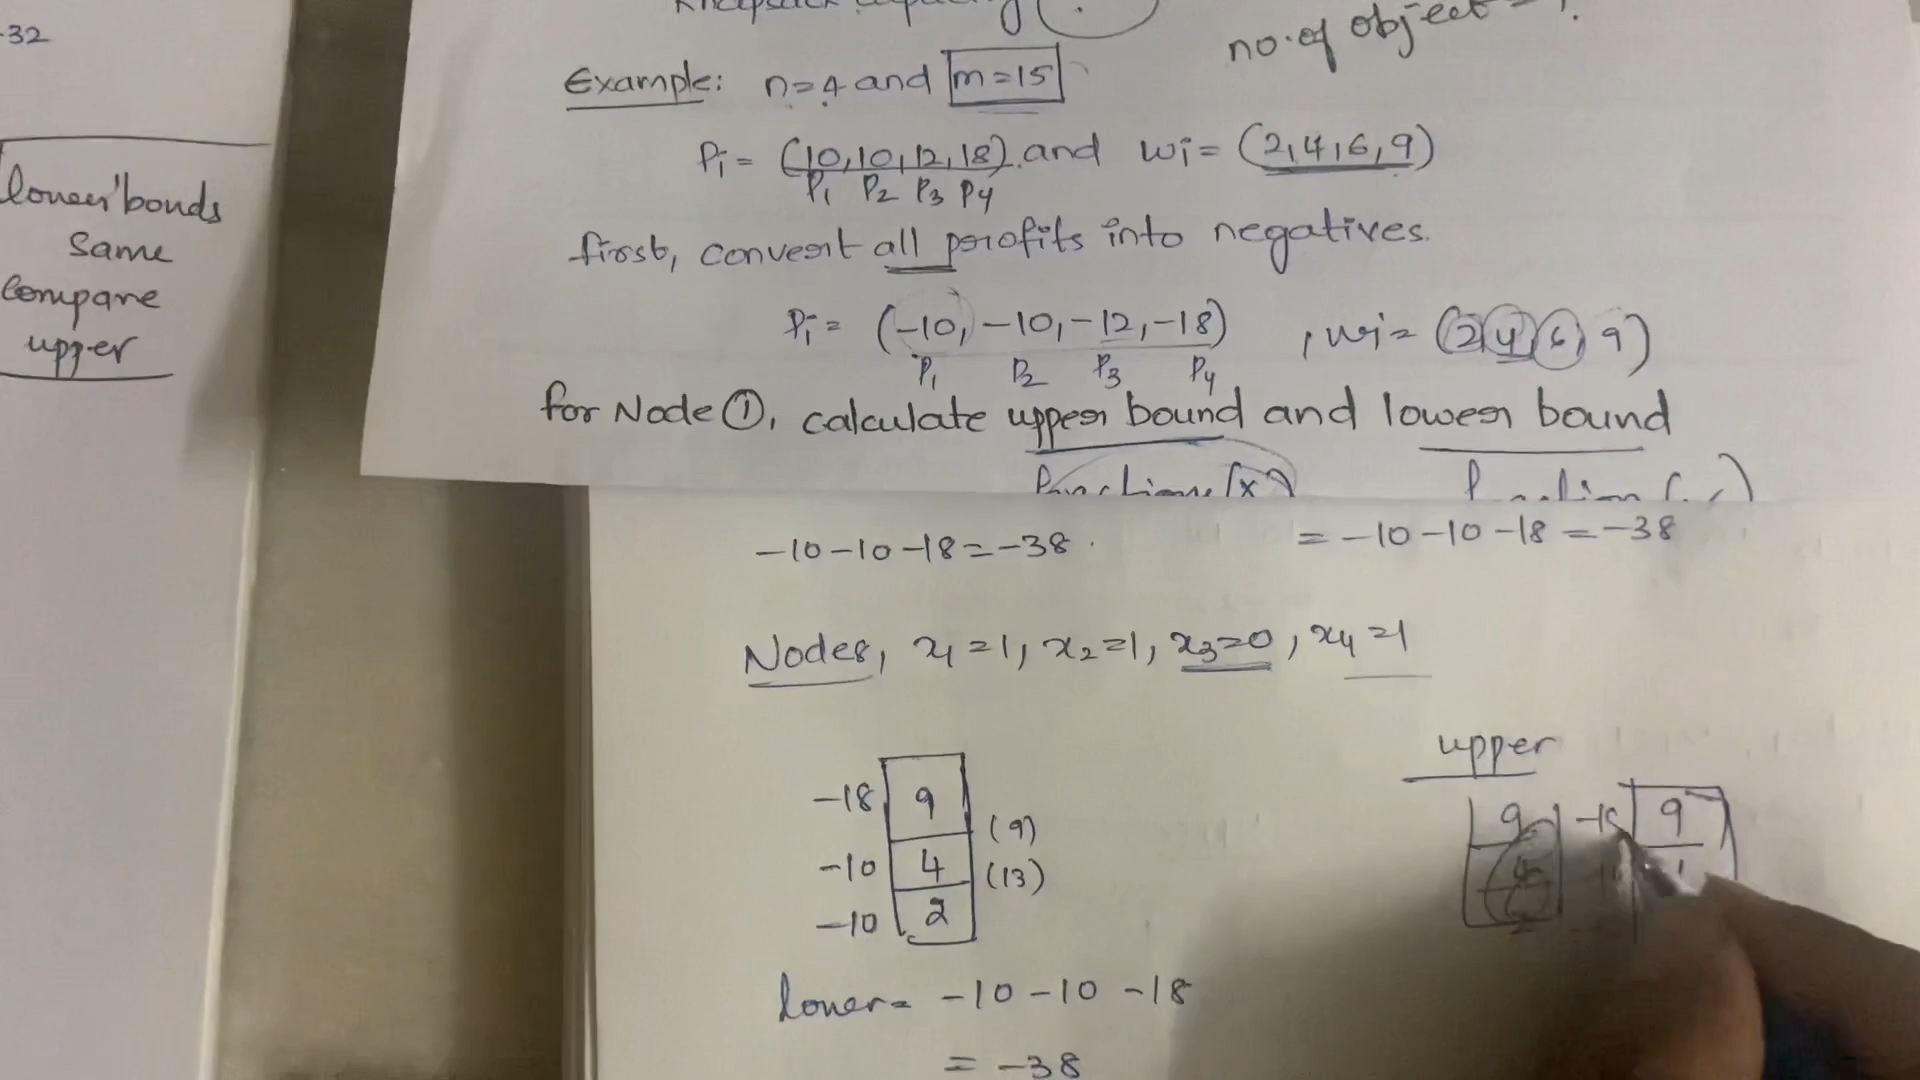 -32
lower bonds
Same
Compare
upper
no. of object
Example: n=4 and m=15
Pi = (10,10,12,18) and wi= (2,4,6,9)
P1 P2 P3 P4
first, convert all profits into negatives.
Pi = (-10, -10, -12, -18) , wi= (2,4,6,9)
P1 P2 P3 P4
for Node ①, calculate upper bound and lower bound
-10-10-18=-38.
= -10-10-18=-38
Node8, x1=1, x2=1, x3=0, x4=1
upper
-18 9
(9)
-10 4 (13)
-10 2
9
4
9
lower= -10-10-18
= -38